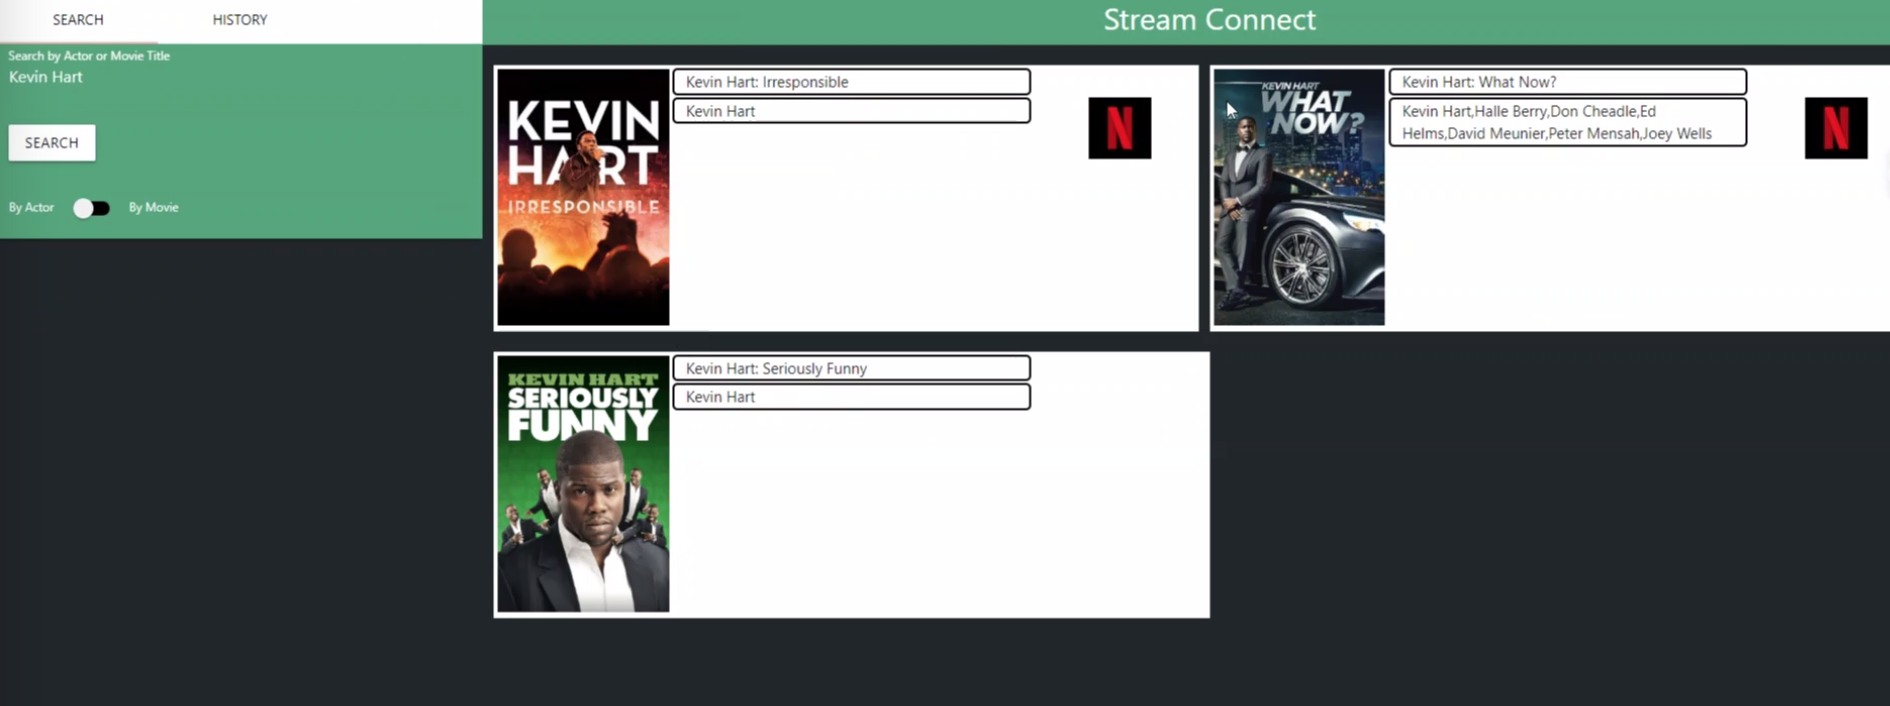 SEARCH
HISTORY
Stream Connect
Search by Actor or Movie Title
Kevin Hart
SEARCH
By Actor
By Movie
KEVIN
HART
IRRESPONSIBLE
Kevin Hart: Irresponsible
Kevin Hart
N
KEVIN HART
WHAT
NOW?
Kevin Hart: What Now?
Kevin Hart,Halle Berry,Don Cheadle,Ed
Helms,David Meunier,Peter Mensah,Joey Wells
N
KEVIN HART
SERIOUSLY
FUNNY
Kevin Hart: Seriously Funny
Kevin Hart